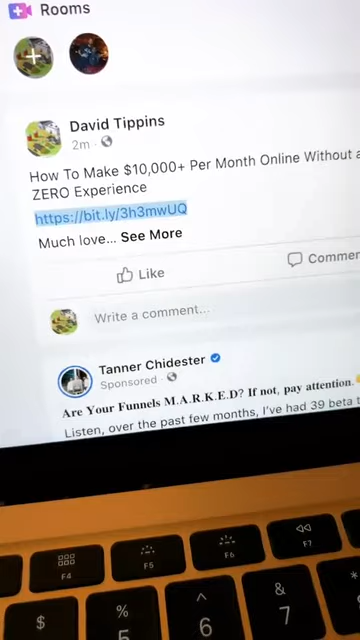 Rooms
David Tippins
2m ·
How To Make $10,000+ Per Month Online Without a
ZERO Experience
https://bit.ly/3h3mwUQ
Much love... See More
Like
Commen
Write a comment...
Tanner Chidester
Sponsored ·
Are Your Funnels M.A.R.K.E.D? If not, pay attention.
Listen, over the past few months, I've had 39 beta t
F4
F5
F6
F7
$
%
5
^
6
&
7
*